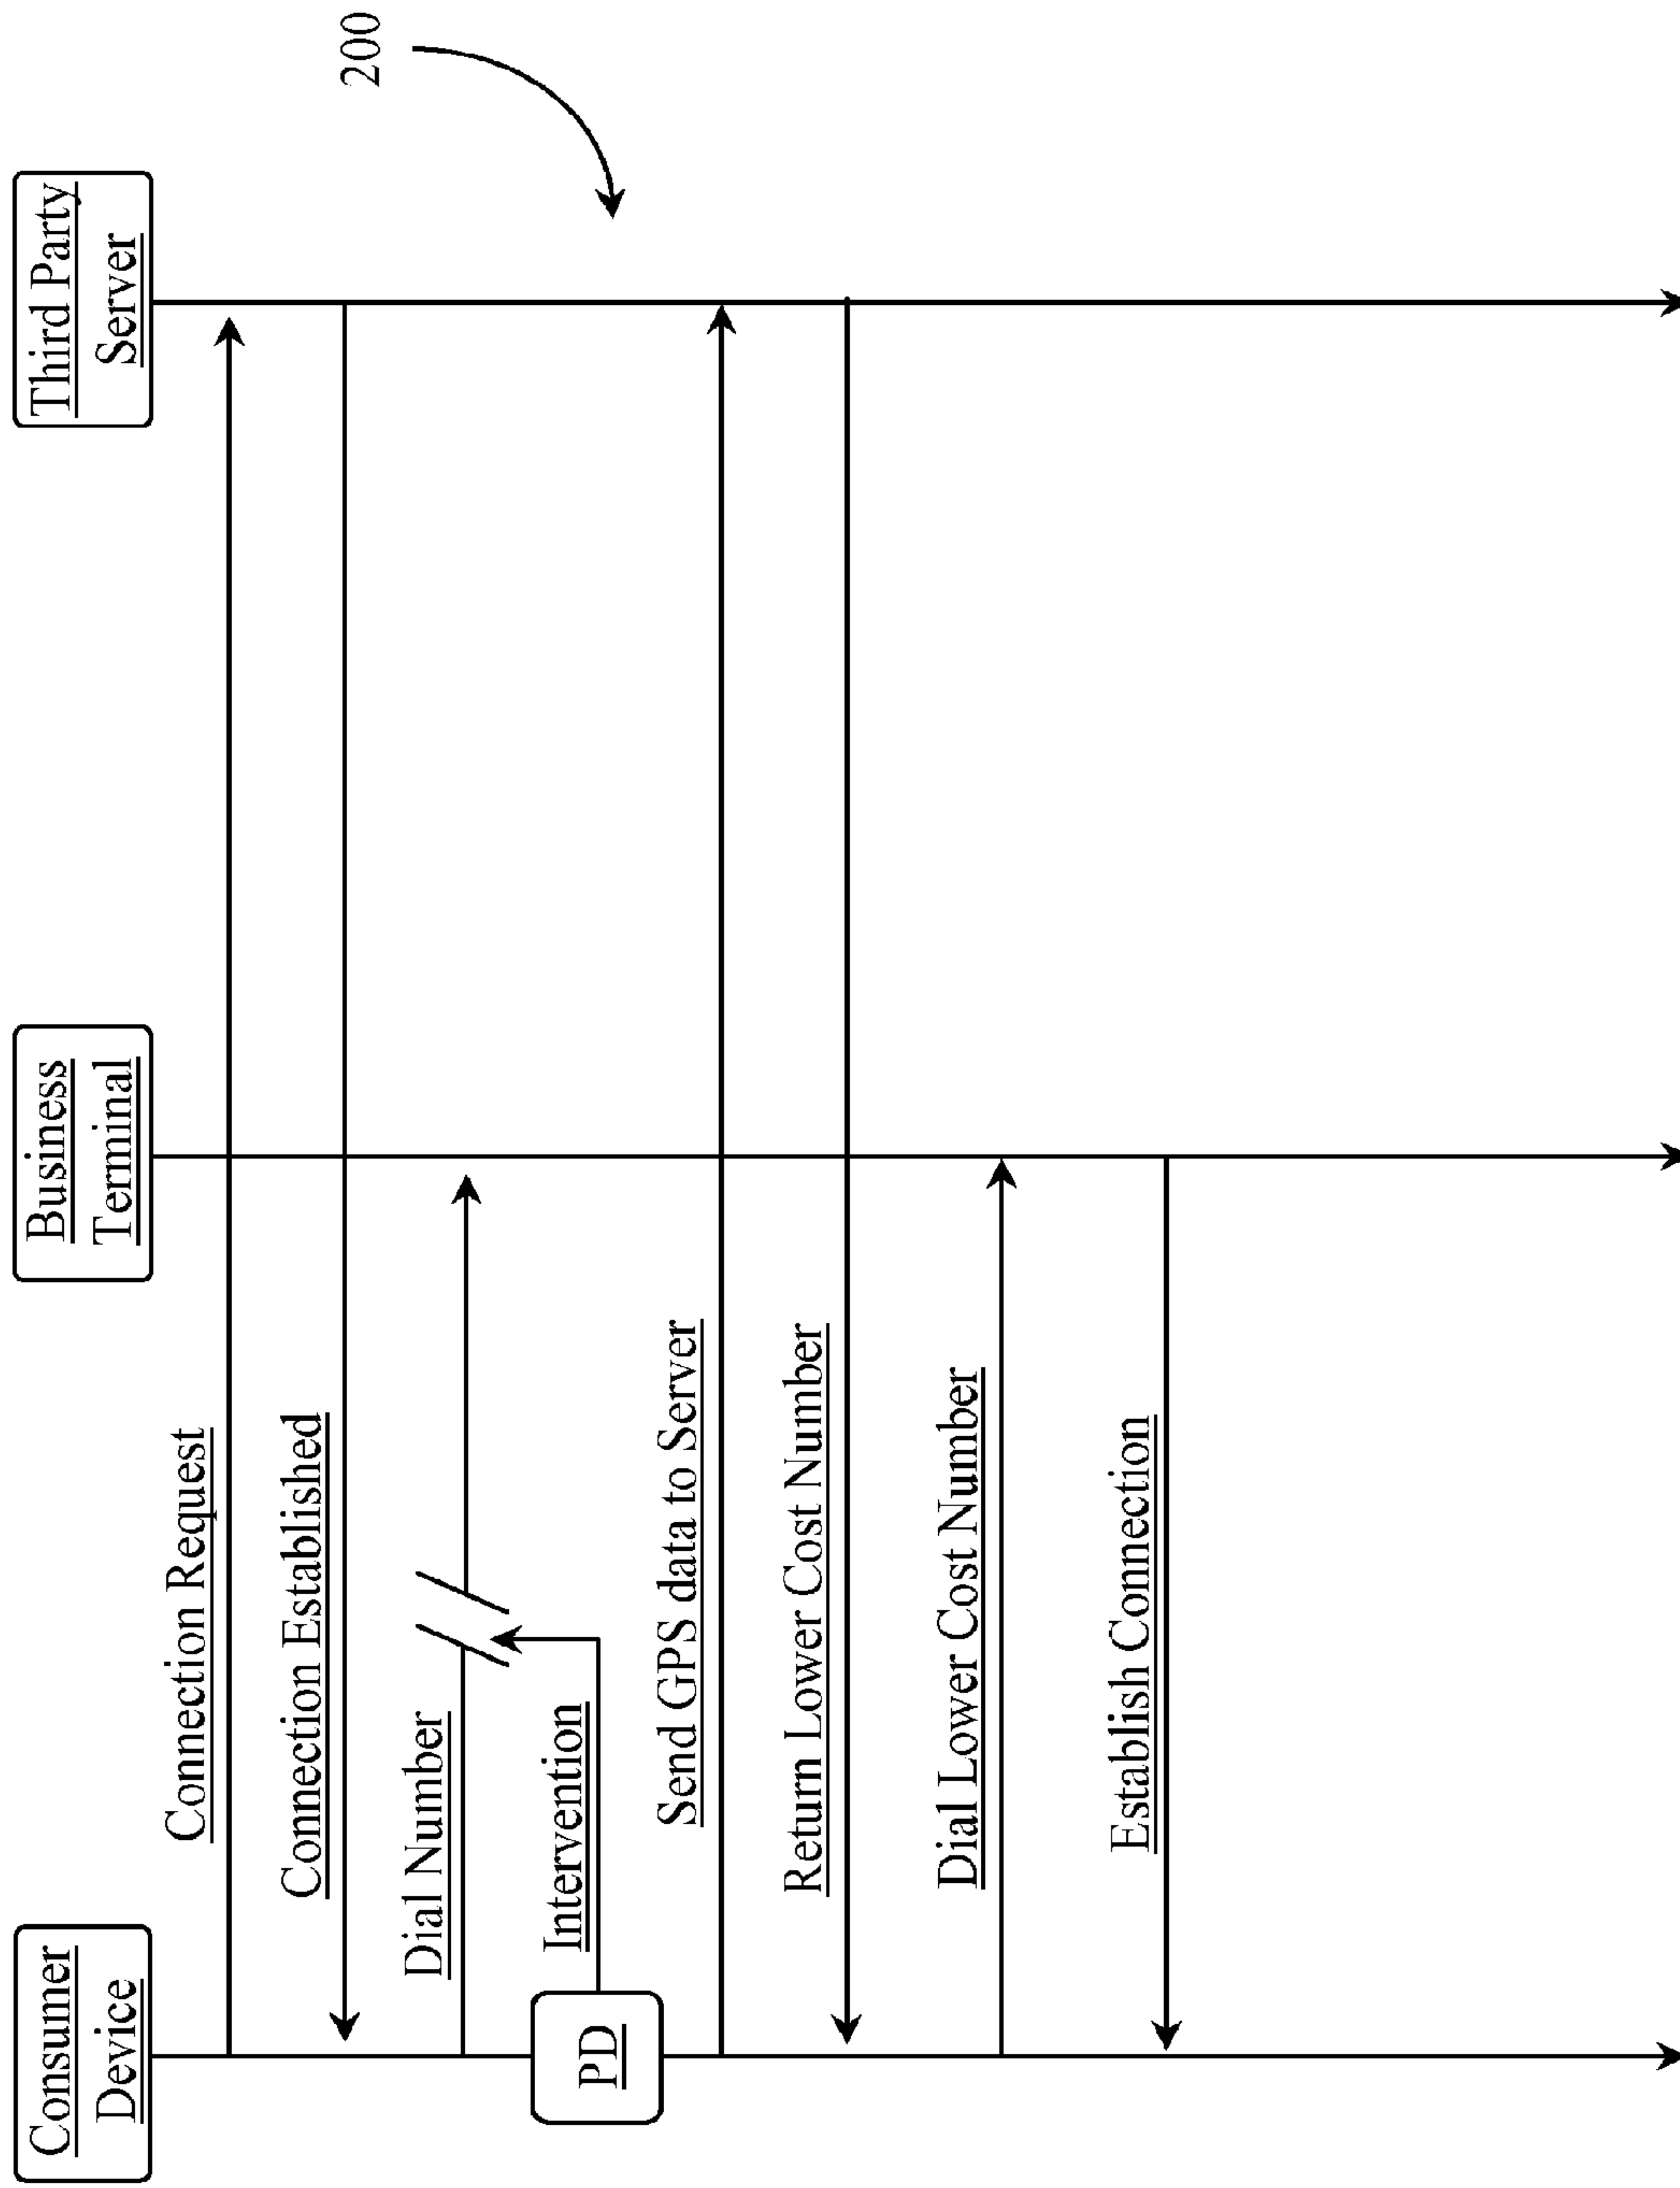 Consumer
Device
Business
Terminal
Third Party
Server
200
Connection Request
Connection Established
Dial Number
Intervention
PD
Send GPS data to Server
Return Lower Cost Number
Dial Lower Cost Number
Establish Connection